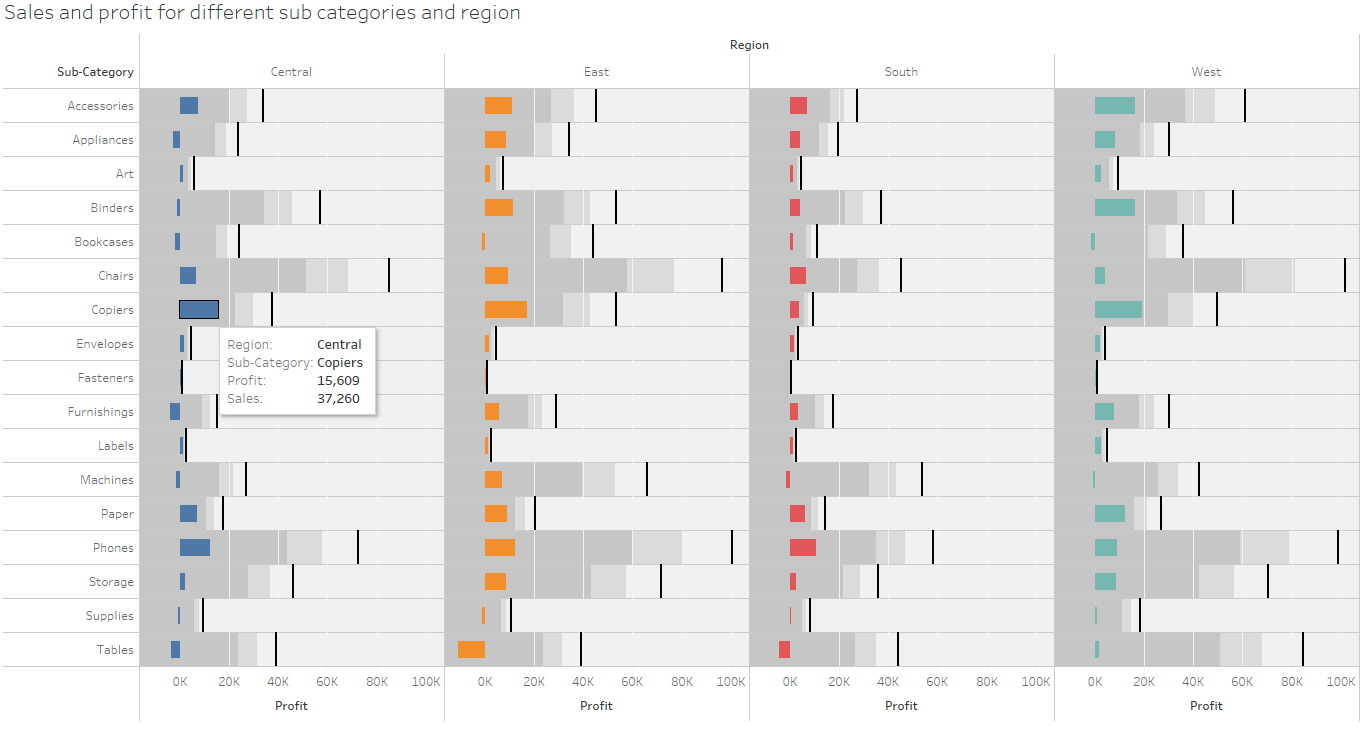 Sales and profit for different sub categories and region
Region
Sub-Category Central East South West
Accessories
Appliances
Art
Binders
Bookcases
Chairs
Copiers
Envelopes
Region: Central
Sub-Category: Copiers
Fasteners
Profit: 15,609
Sales: 37,260
Furnishings
Labels
Machines
Paper
Phones
Storage
Supplies
Tables
0K 20K 40K 60K 80K 100K 0K 20K 40K 60K 80K 100K 0K 20K 40K 60K 80K 100K 0K 20K 40K 60K 80K 100K
Profit Profit Profit Profit